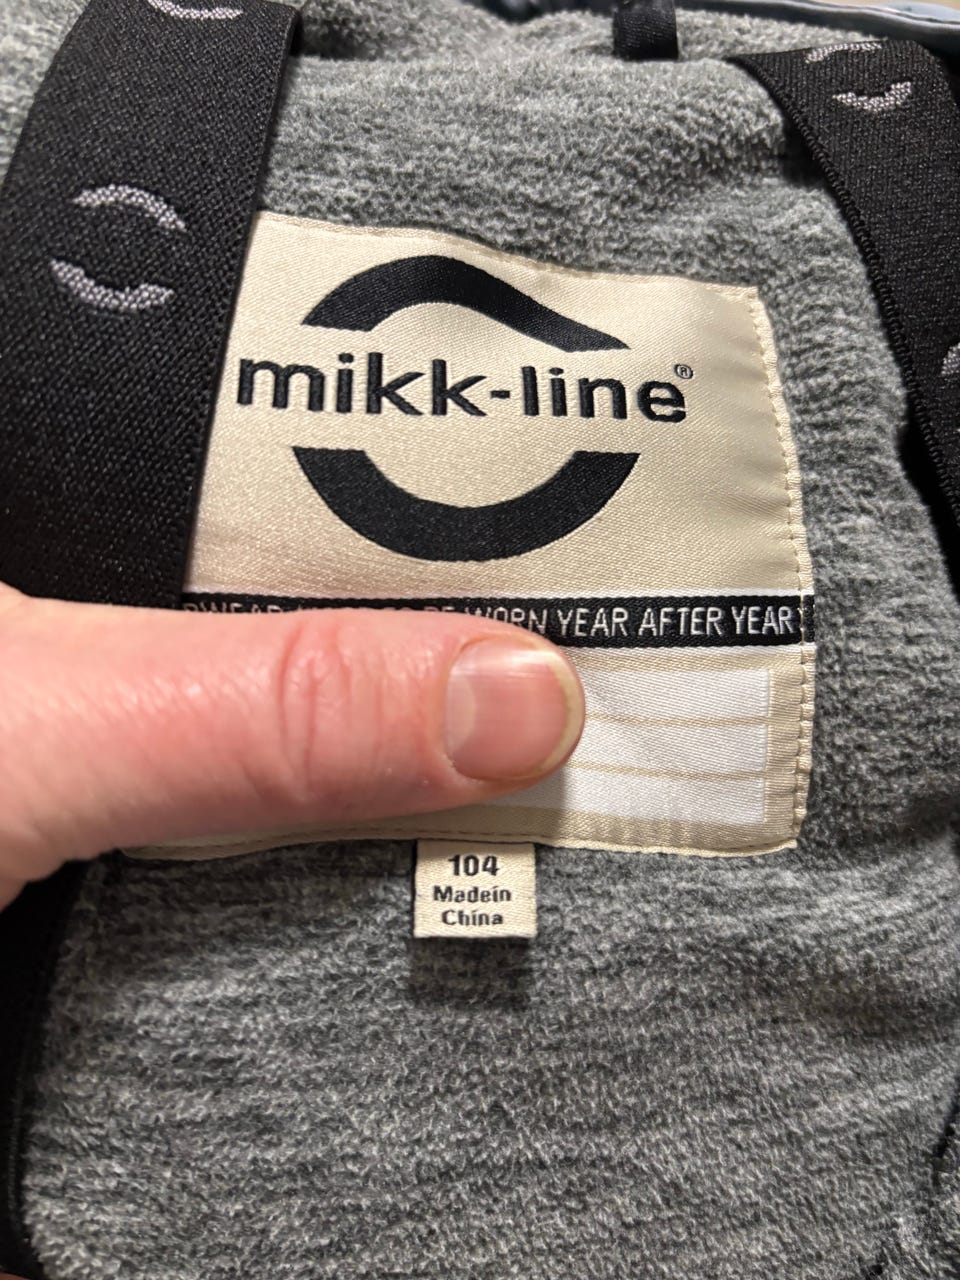 mikk-line®
WORN YEAR AFTER YEAR
104
Madein
China